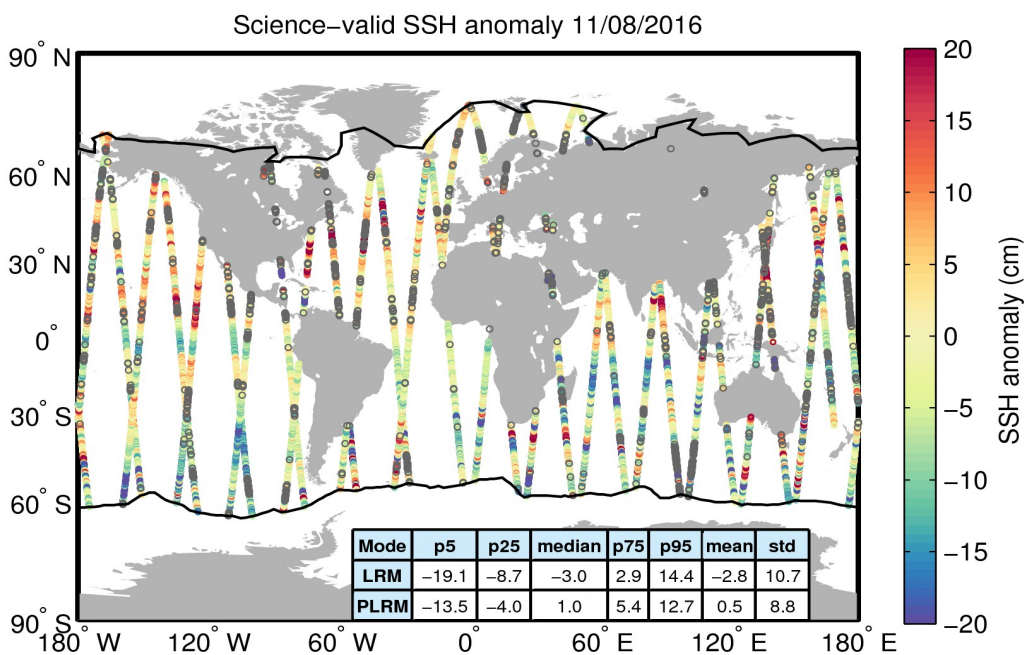 Science−valid SSH anomaly 11/08/2016
90° N
60° N
30° N
0°
30° S
60° S
90° S
180° W
120° W
60° W
0°
60° E
120° E
180° E
Mode p5 p25 median p75 p95 mean std
LRM −19.1 −8.7 −3.0 2.9 14.4 −2.8 10.7
PLRM −13.5 −4.0 1.0 5.4 12.7 0.5 8.8
20
15
10
5
0
−5
−10
−15
−20
SSH anomaly (cm)